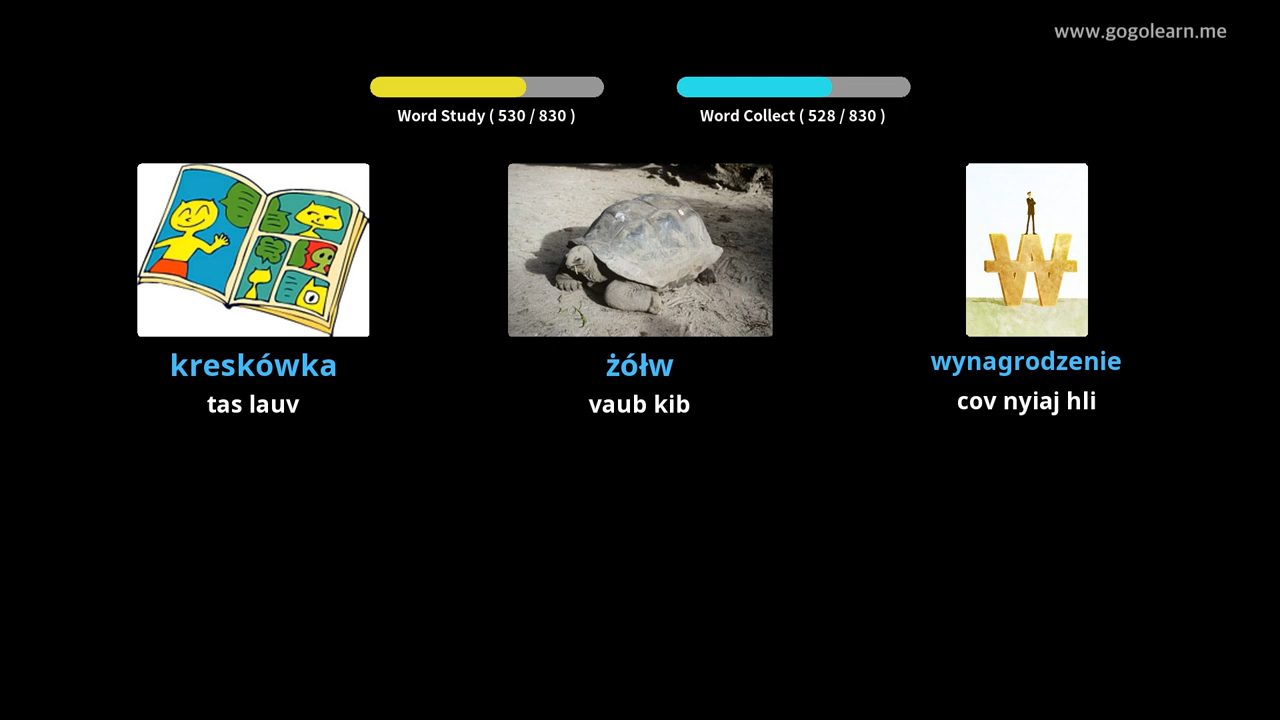 www.gogolearn.me
Word Study ( 530 / 830 )
Word Collect ( 528 / 830 )
kreskówka
tas lauv
żółw
vaub kib
wynagrodzenie
cov nyiaj hli